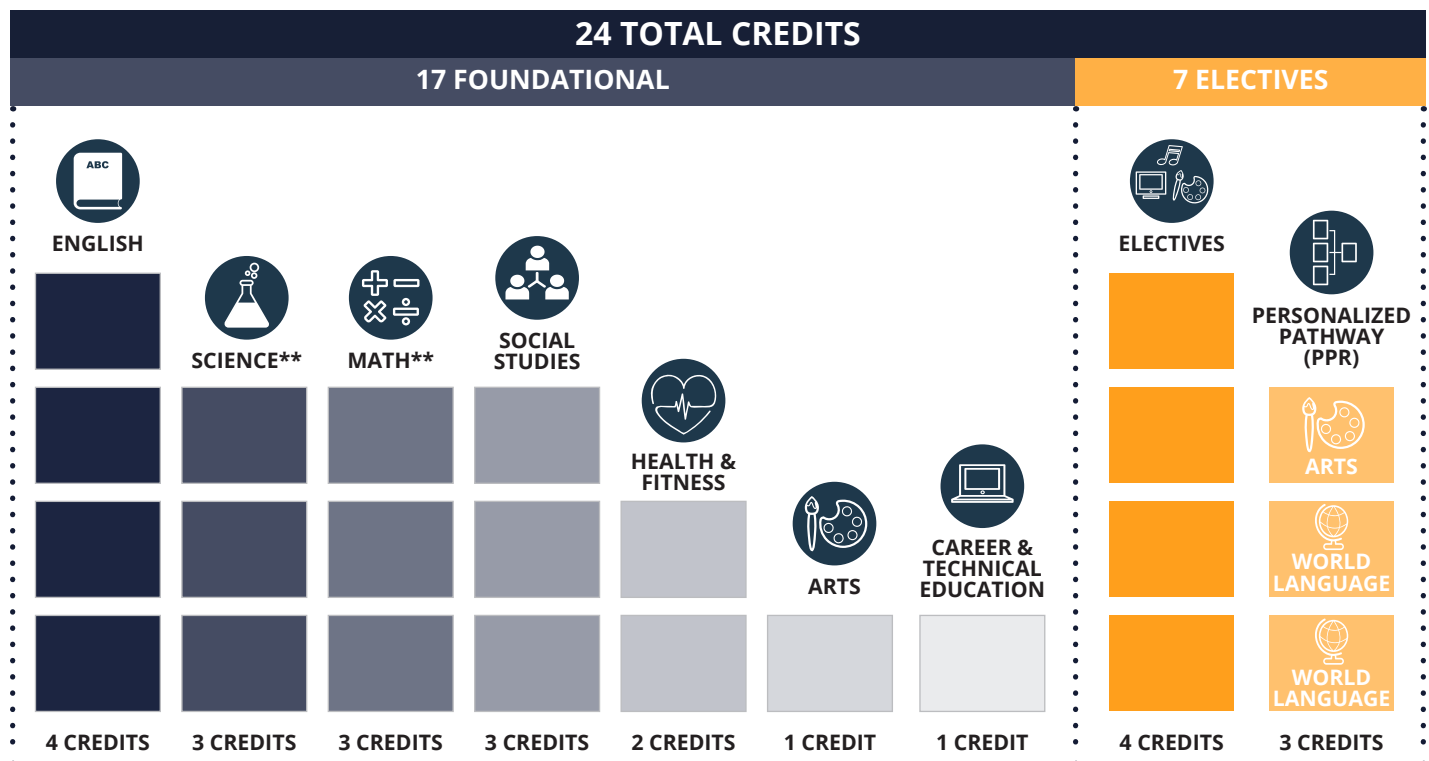 24 TOTAL CREDITS
17 FOUNDATIONAL
7 ELECTIVES
ABC
ENGLISH
SCIENCE**
MATH**
SOCIAL
STUDIES
HEALTH &
FITNESS
ARTS
CAREER &
TECHNICAL
EDUCATION
ELECTIVES
PERSONALIZED
PATHWAY
(PPR)
ARTS
WORLD
LANGUAGE
WORLD
LANGUAGE
4 CREDITS
3 CREDITS
3 CREDITS
3 CREDITS
2 CREDITS
1 CREDIT
1 CREDIT
4 CREDITS
3 CREDITS